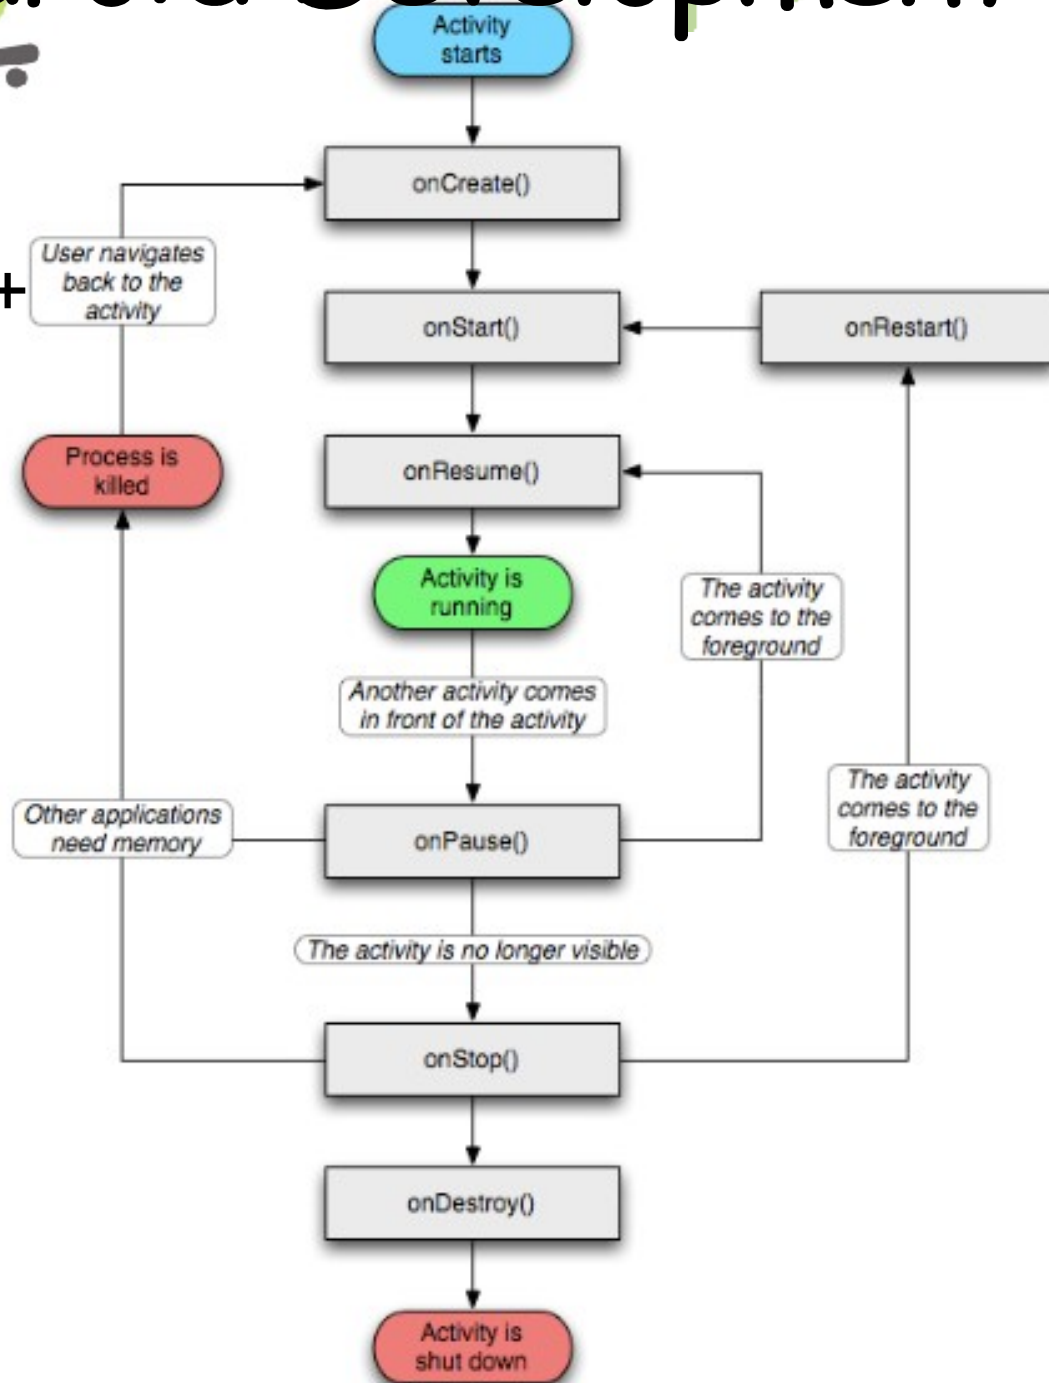 Activity
starts
onCreate()
User navigates
back to the
activity
+
onStart()
onRestart()
Process is
killed
onResume()
Activity is
running
The activity
comes to the
foreground
Another activity comes
in front of the activity
The activity
comes to the
foreground
Other applications
need memory
onPause()
The activity is no longer visible
onStop()
onDestroy()
Activity is
shut down